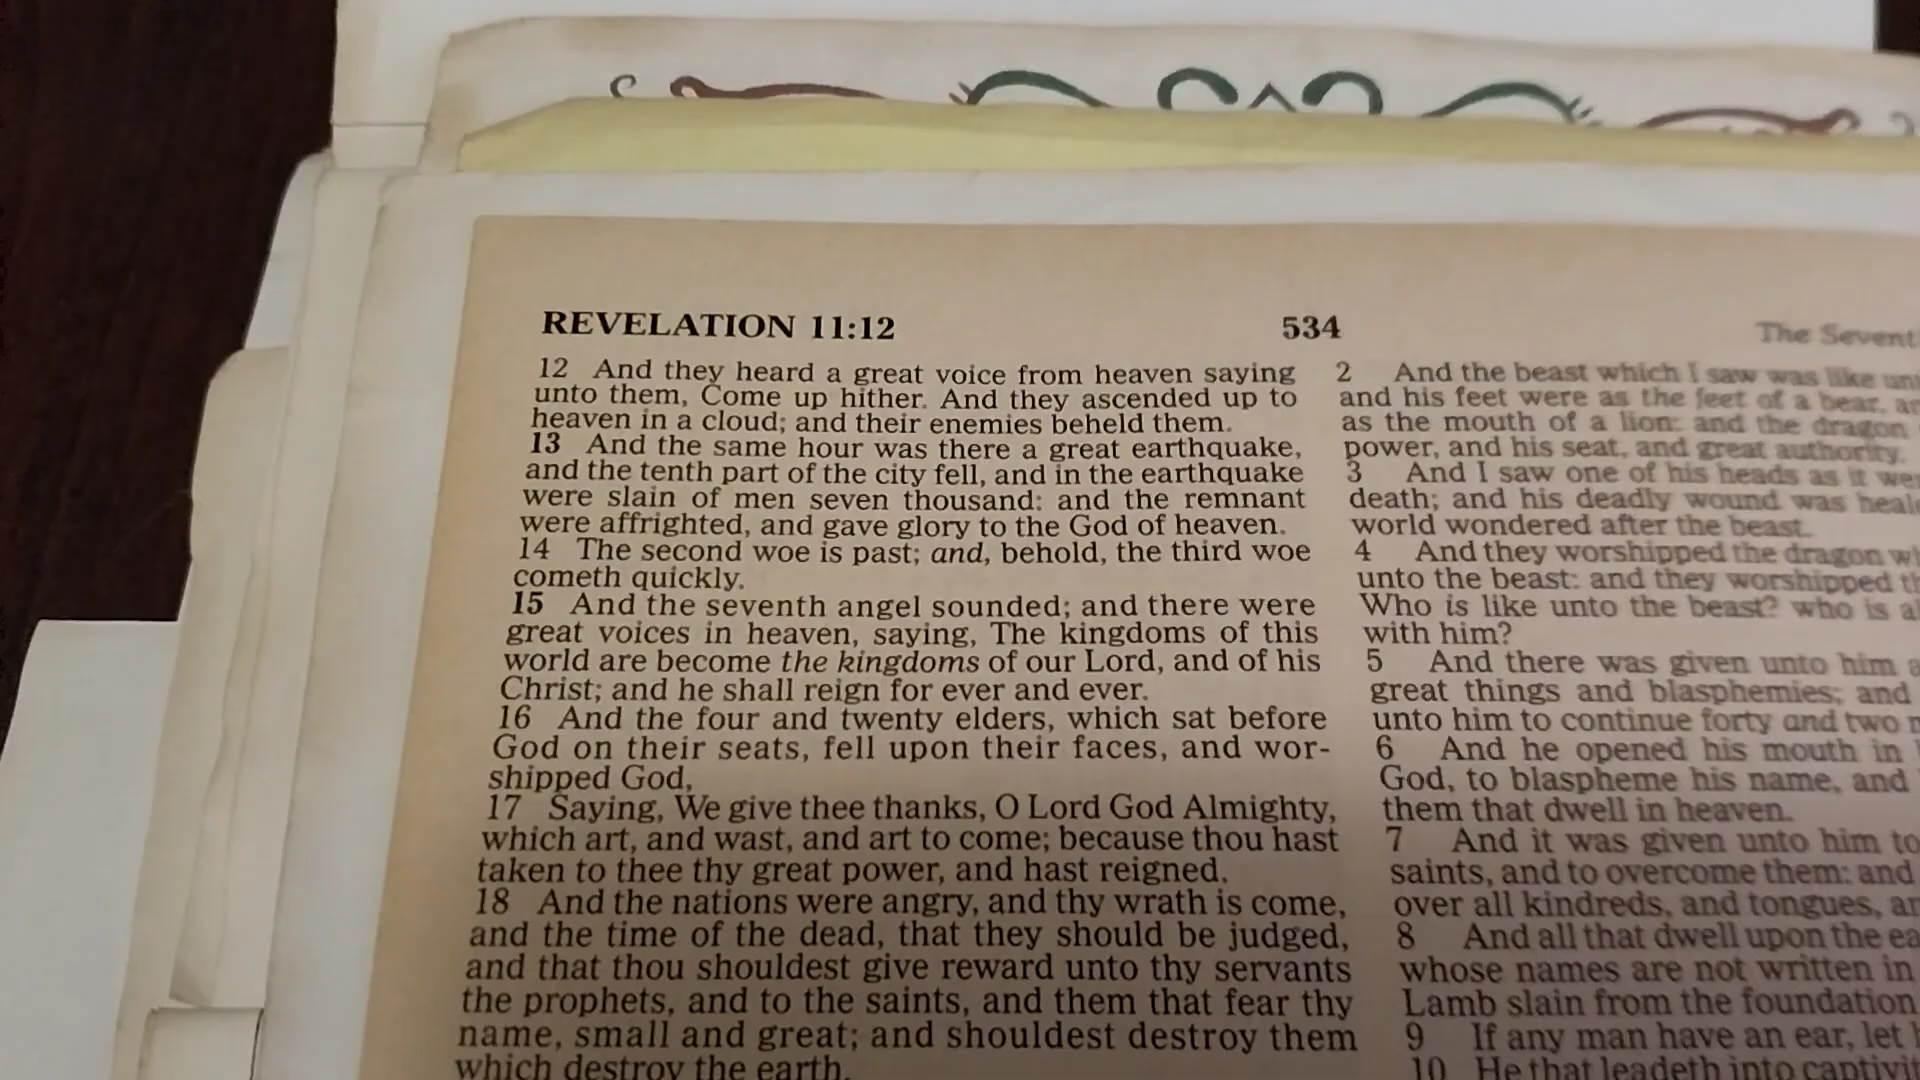 REVELATION 11:12
534
The Sevent
12 And they heard a great voice from heaven saying
unto them, Come up hither. And they ascended up to
heaven in a cloud; and their enemies beheld them.
13 And the same hour was there a great earthquake,
and the tenth part of the city fell, and in the earthquake
were slain of men seven thousand: and the remnant
were affrighted, and gave glory to the God of heaven.
14 The second woe is past; and, behold, the third woe
cometh quickly.
15 And the seventh angel sounded; and there were
great voices in heaven, saying, The kingdoms of this
world are become the kingdoms of our Lord, and of his
Christ; and he shall reign for ever and ever.
16 And the four and twenty elders, which sat before
God on their seats, fell upon their faces, and wor-
shipped God,
17 Saying, We give thee thanks, O Lord God Almighty,
which art, and wast, and art to come; because thou hast
taken to thee thy great power, and hast reigned.
18 And the nations were angry, and thy wrath is come,
and the time of the dead, that they should be judged,
and that thou shouldest give reward unto thy servants
the prophets, and to the saints, and them that fear thy
name, small and great; and shouldest destroy them
which destroy the earth.
2 And the beast which I saw was like
and his feet were as the feet of a bear,
as the mouth of a lion: and the dragon
power, and his seat, and great authority.
3 And I saw one of his heads as it
death; and his deadly wound was
world wondered after the beast.
4 And they worshipped the dragon
unto the beast: and they worshipped
Who is like unto the beast? who is
with him?
5 And there was given unto him
great things and blasphemies; and
unto him to continue forty and two
6 And he opened his mouth in
God, to blaspheme his name, and
them that dwell in heaven.
7 And it was given unto him to
saints, and to overcome them: and
over all kindreds, and tongues,
8 And all that dwell upon the
whose names are not written in
Lamb slain from the foundation
9 If any man have an ear, let
10 He that leadeth into